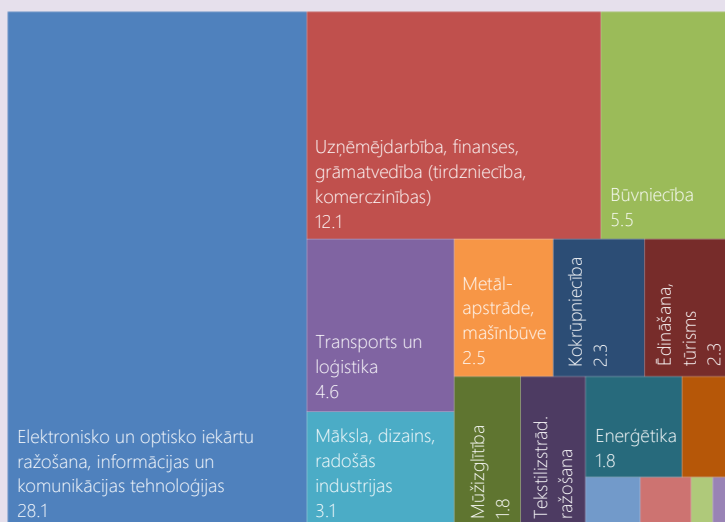 Uzņēmējdarbība, finanses,
grāmatvedība (tirdzniecība,
komerczinības)
12.1
Būvniecība
5.5
Transports un
loģistika
4.6
Metāl-
apstrāde,
mašīnbūve
2.5
Kokrūpniecība
2.3
Ēdināšana,
tūrisms
2.3
Elektronisko un optisko iekārtu
ražošana, informācijas un
komunikācijas tehnoloģijas
28.1
Māksla, dizains,
radošās
industrijas
3.1
Mūžizglītība
1.8
Tekstilizstrād.
ražošana
Enerģētika
1.8